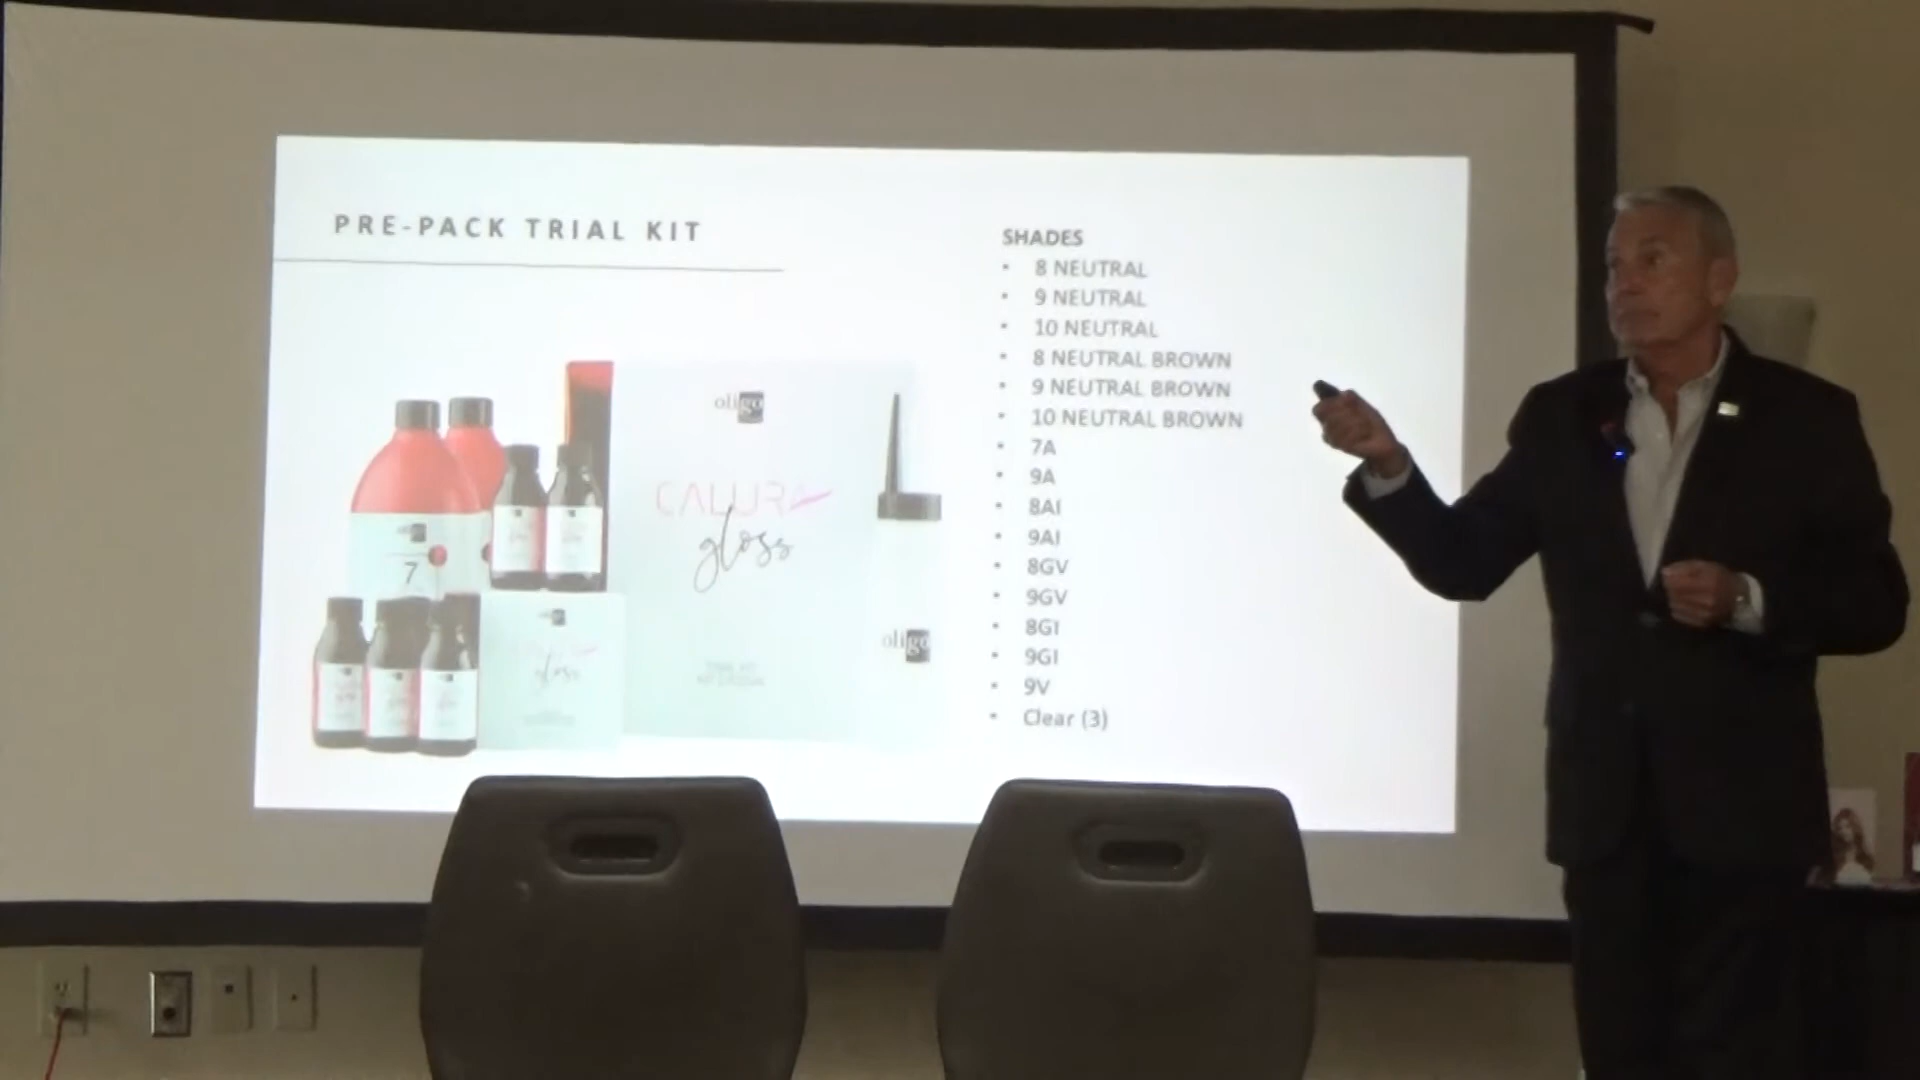 PRE-PACK TRIAL KIT
SHADES
• 8 NEUTRAL
• 9 NEUTRAL
• 10 NEUTRAL
• 8 NEUTRAL BROWN
• 9 NEUTRAL BROWN
• 10 NEUTRAL BROWN
• 7A
• 9A
• 8AI
• 9AI
• 8GV
• 9GV
• 8GI
• 9GI
• 9V
• Clear (3)
oligo
CALURA
gloss
7
gloss
oligo